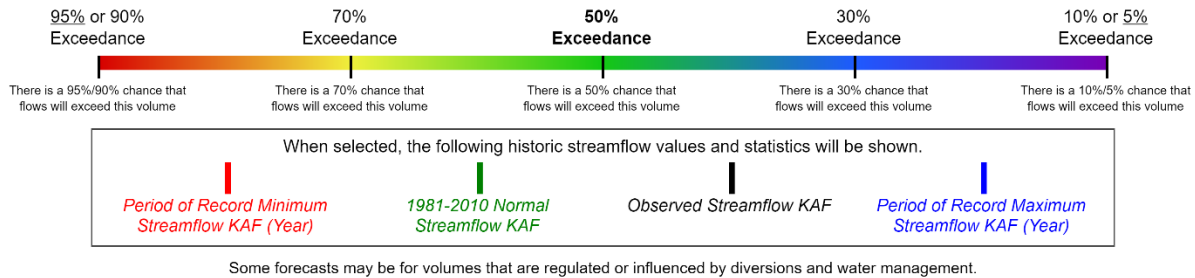 95% or 90% 70% 50% 30% 10% or 5%
Exceedance Exceedance Exceedance Exceedance Exceedance
There is a 95%/90% chance that There is a 70% chance that There is a 50% chance that There is a 30% chance that There is a 10%/5% chance that
flows will exceed this volume flows will exceed this volume flows will exceed this volume flows will exceed this volume flows will exceed this volume
When selected, the following historic streamflow values and statistics will be shown.
Period of Record Minimum 1981-2010 Normal Observed Streamflow KAF Period of Record Maximum
Streamflow KAF (Year) Streamflow KAF Streamflow KAF (Year)
Some forecasts may be for volumes that are regulated or influenced by diversions and water management.